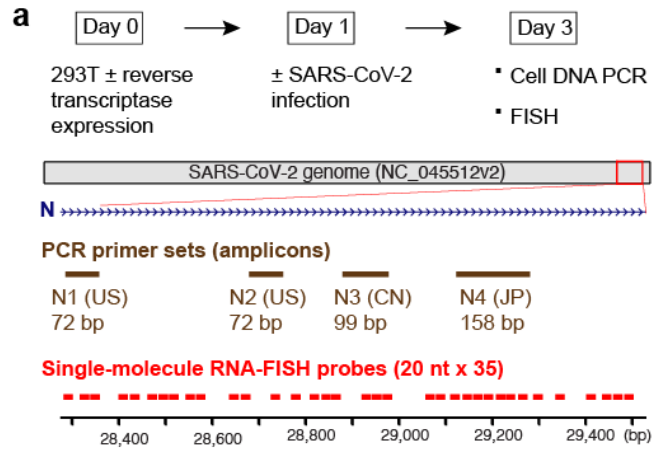 a
Day 0
Day 1
Day 3
293T ± reverse
transcriptase
expression
± SARS-CoV-2
infection
▪ Cell DNA PCR
▪ FISH
SARS-CoV-2 genome (NC_045512v2)
N
PCR primer sets (amplicons)
N1 (US)
72 bp
N2 (US)
72 bp
N3 (CN)
99 bp
N4 (JP)
158 bp
Single-molecule RNA-FISH probes (20 nt x 35)
28,400 28,600 28,800 29,000 29,200 29,400 (bp)